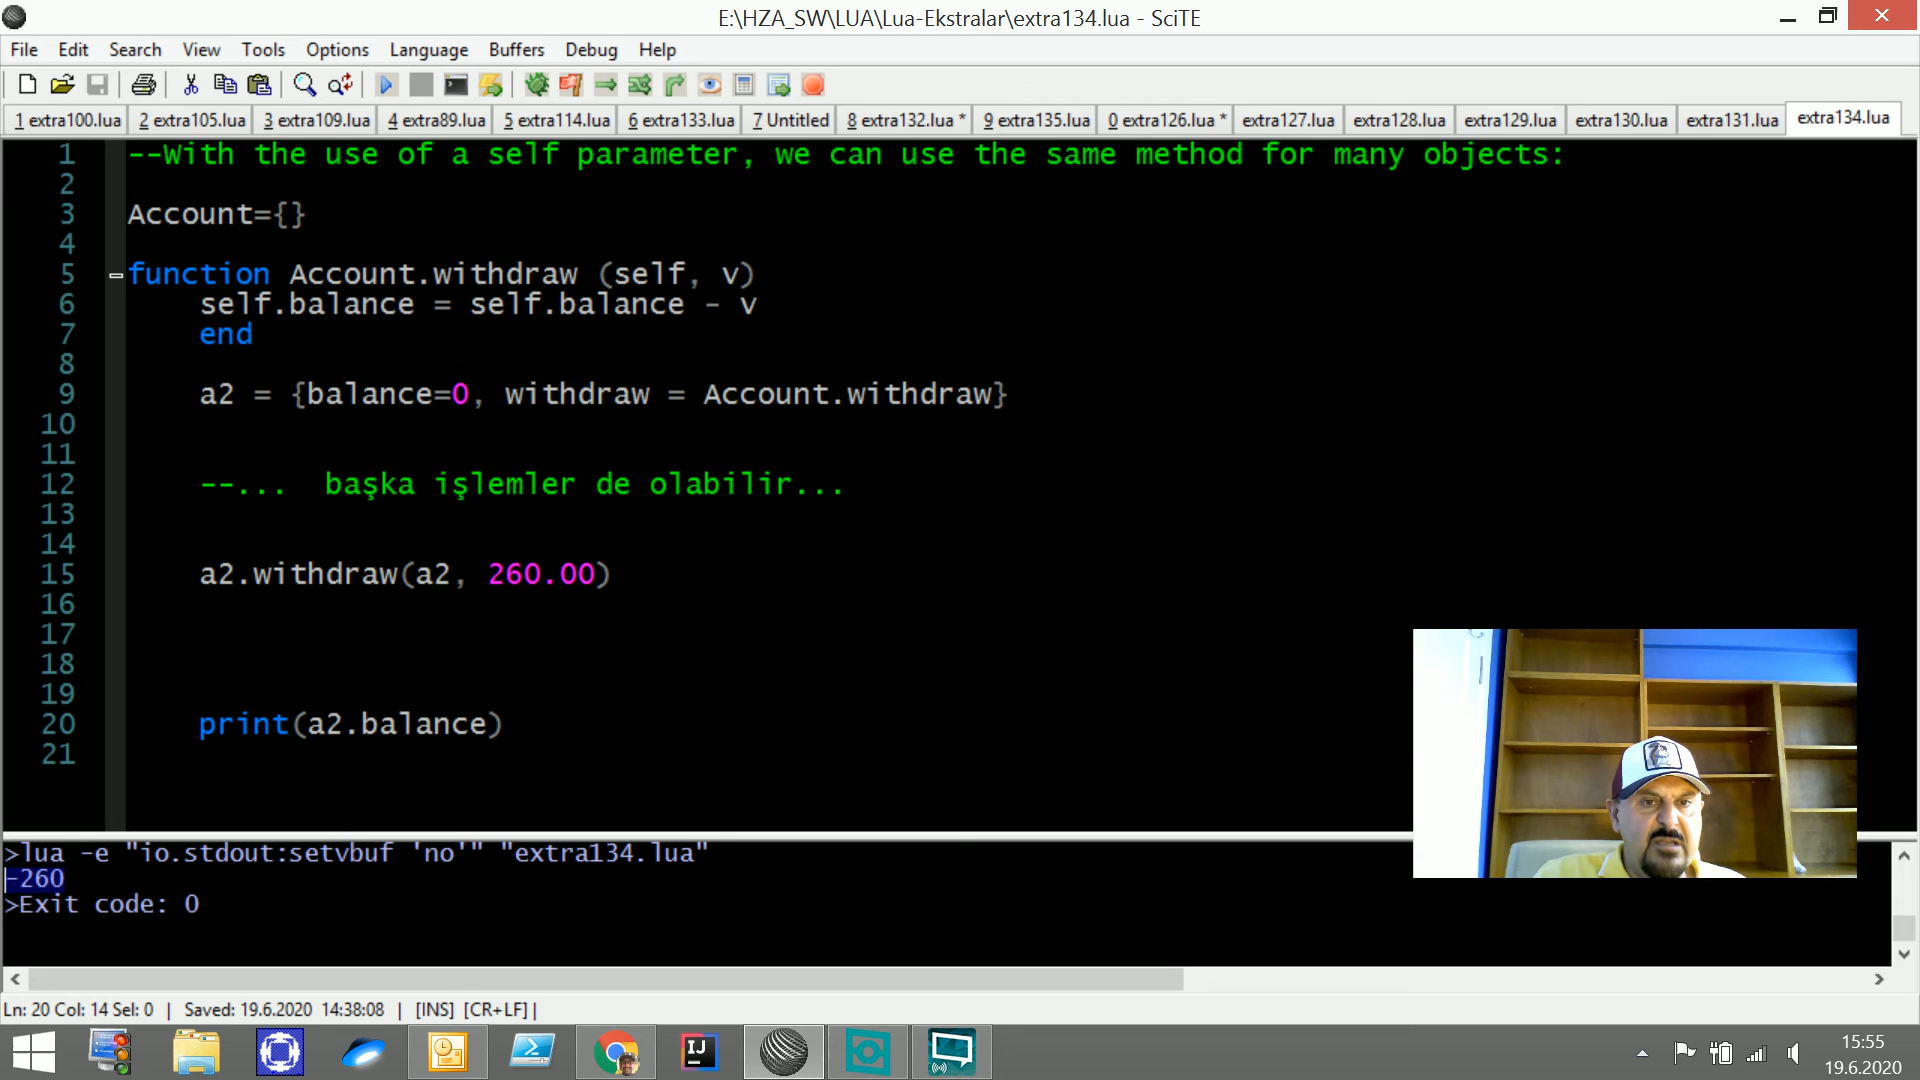 E:\HZA_SW\LUA\Lua-Ekstralar\extra134.lua - SciTE
File Edit Search View Tools Options Language Buffers Debug Help
1 extra100.lua 2 extra105.lua 3 extra109.lua 4 extra89.lua 5 extra114.lua 6 extra133.lua 7 Untitled 8 extra132.lua * 9 extra135.lua 0 extra126.lua * extra127.lua extra128.lua extra129.lua extra130.lua extra131.lua extra134.lua
1 --With the use of a self parameter, we can use the same method for many objects:
2
3 Account={}
4
5 function Account.withdraw (self, v)
6 self.balance = self.balance - v
7 end
8
9 a2 = {balance=0, withdraw = Account.withdraw}
10
11
12 --... başka işlemler de olabilir...
13
14
15 a2.withdraw(a2, 260.00)
16
17
18
19
20 print(a2.balance)
21
>lua -e "io.stdout:setvbuf 'no'" "extra134.lua"
-260
>Exit code: 0
Ln: 20 Col: 14 Sel: 0 | Saved: 19.6.2020 14:38:08 | [INS] [CR+LF] |
IJ
15:55
19.6.2020